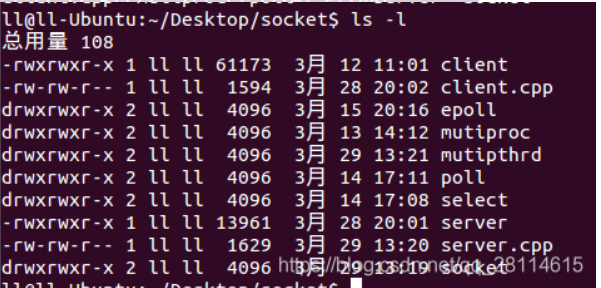 ll@ll-Ubuntu:~/Desktop/socket$ ls -l
总用量 108
-rwxrwxr-x 1 ll ll 61173  3月 12 11:01 client
-rw-rw-r-- 1 ll ll  1594  3月 28 20:02 client.cpp
drwxrwxr-x 2 ll ll  4096  3月 15 20:16 epoll
drwxrwxr-x 2 ll ll  4096  3月 13 14:12 mutiproc
drwxrwxr-x 2 ll ll  4096  3月 29 13:21 mutipthrd
drwxrwxr-x 2 ll ll  4096  3月 14 17:11 poll
drwxrwxr-x 2 ll ll  4096  3月 14 17:08 select
-rwxrwxr-x 1 ll ll 13961  3月 28 20:01 server
-rw-rw-r-- 1 ll ll  1629  3月 29 13:20 server.cpp
drwxrwxr-x 2 ll ll  4096  3月 29 13:19 socket
https://blog.csdn.net/qq_28114615
ll@ll-Ubuntu:~/Desktop/socket$